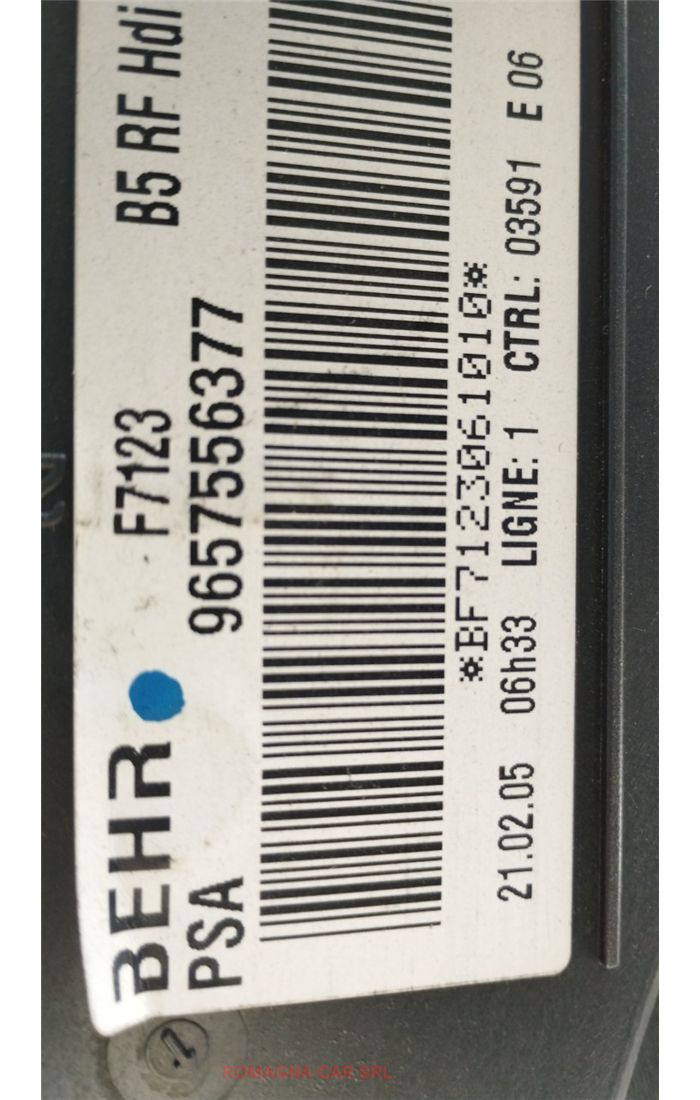 BEHR F7123 B5 RF Hdi
PSA 9657556377
*BF7123061010*
21.02.05 06h33 LIGNE: 1 CTRL: 03591 E 06
ROMAGNA CAR SRL